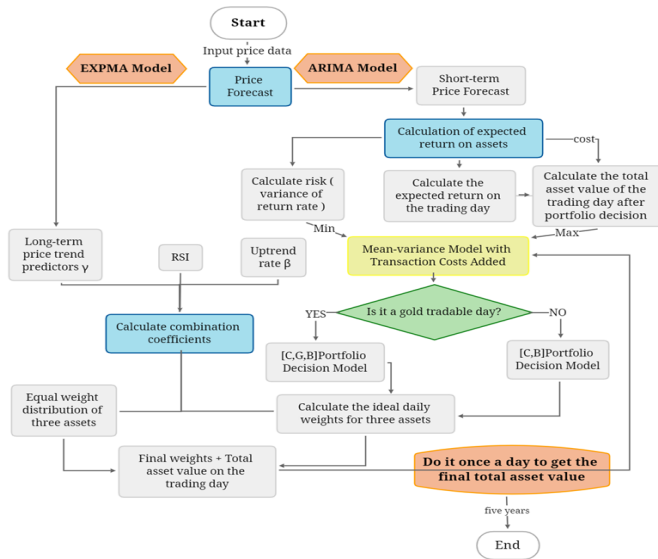 Start
Input price data
EXPMA Model
ARIMA Model
Price
Forecast
Short-term
Price Forecast
Calculation of expected
return on assets
cost
Calculate risk (
variance of
return rate )
Calculate the
expected return on
the trading day
Calculate the total
asset value of the
trading day after
portfolio decision
Min
Max
Long-term
price trend
predictors γ
RSI
Uptrend
rate β
Mean-variance Model with
Transaction Costs Added
Is it a gold tradable day?
YES
NO
Calculate combination
coefficients
[C,G,B]Portfolio
Decision Model
[C,B]Portfolio
Decision Model
Equal weight
distribution of
three assets
Calculate the ideal daily
weights for three assets
Final weights + Total
asset value on the
trading day
Do it once a day to get the
final total asset value
five years
End